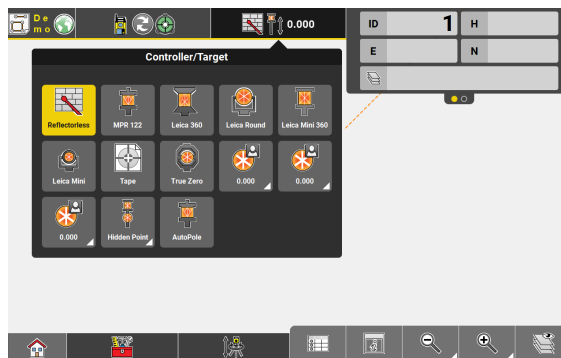 De
mo
0.000
ID
1
H
E
N
Controller/Target
Reflectorless
MPR 122
Leica 360
Leica Round
Leica Mini 360
Leica Mini
Tape
True Zero
0.000
0.000
0.000
Hidden Point
AutoPole